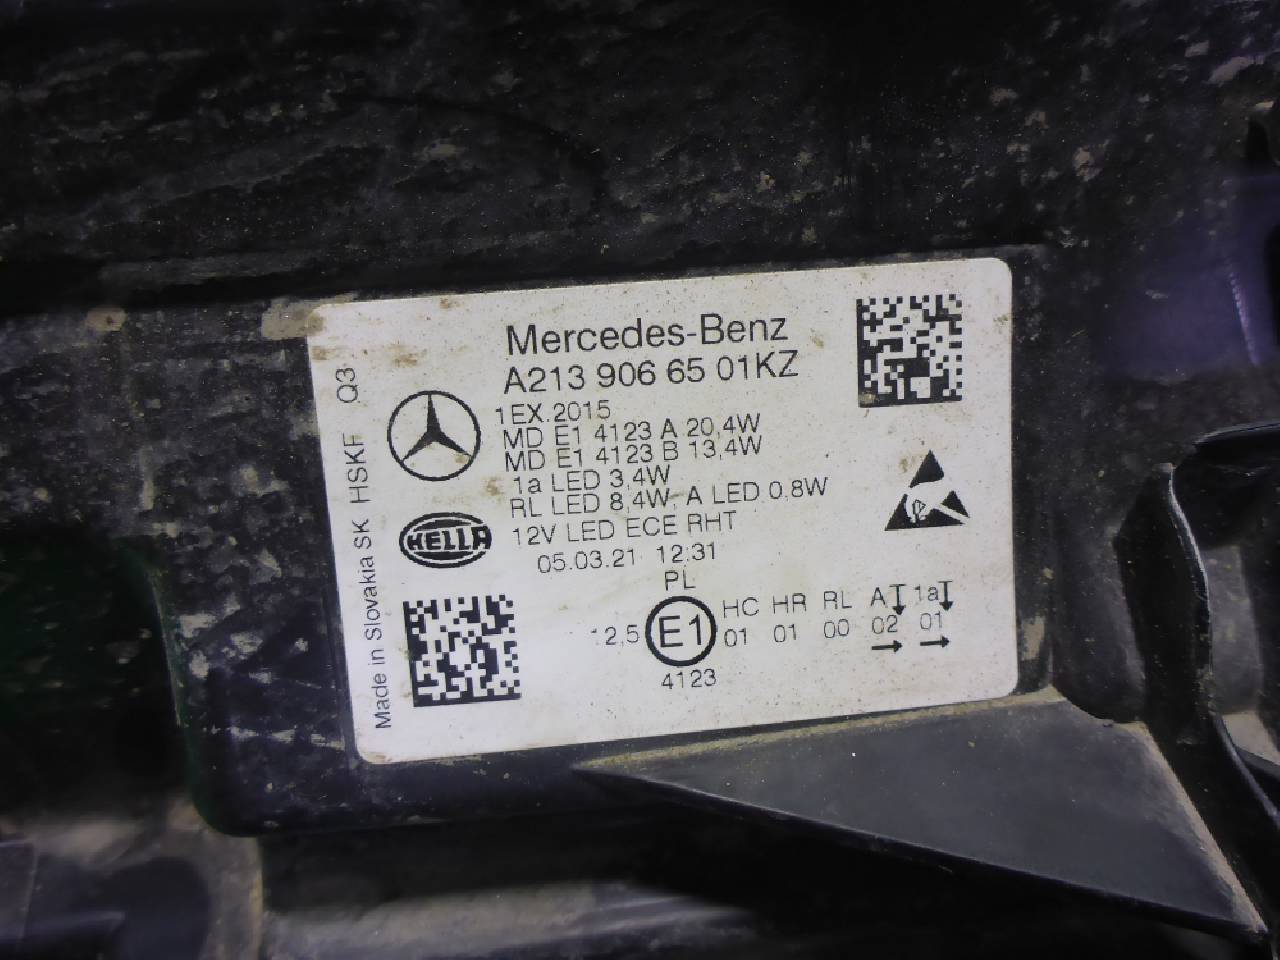 Mercedes-Benz
A213 906 65 01KZ
1EX.2015
MD E1 4123 A 20,4W
MD E1 4123 B 13,4W
1a LED 3,4W
RL LED 8,4W, A LED 0.8W
12V LED ECE RHT
05.03.21 12:31
PL
HC HR RL A 1a
12,5 E1 01 01 00 02 01
4123
HELLA
Made in Slovakia SK HSKF Q3